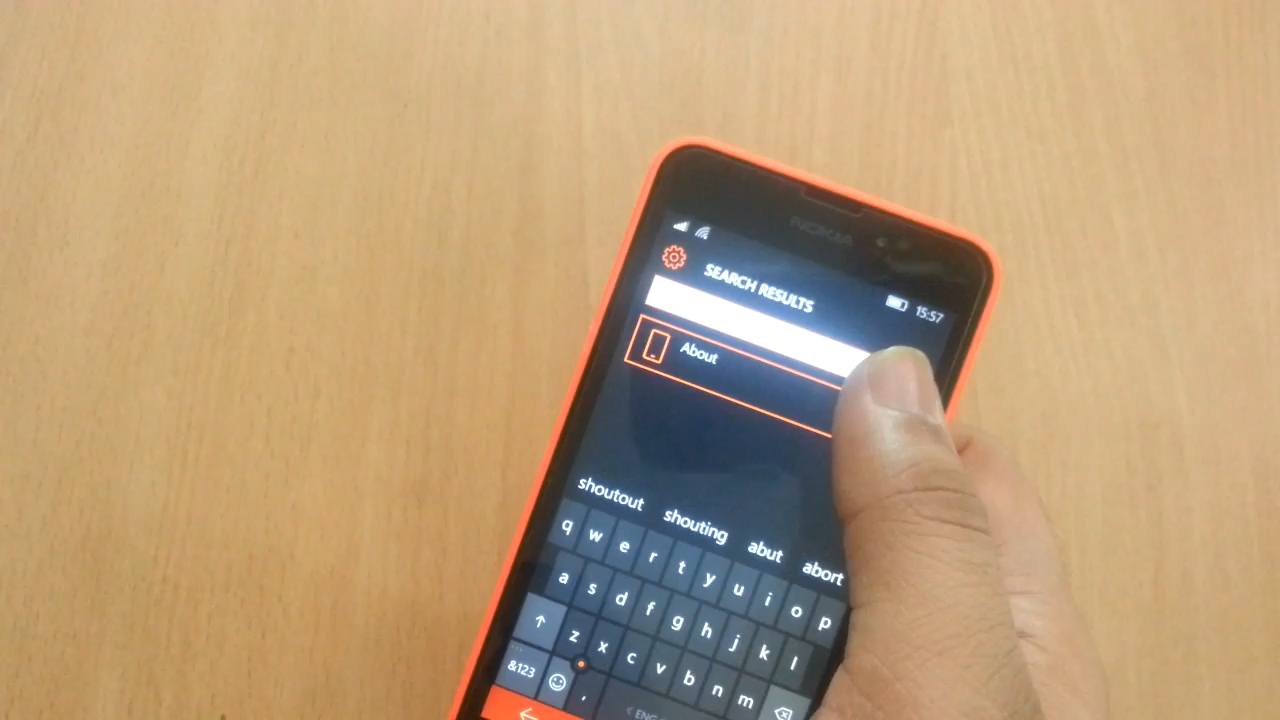 NOKIA
15:57
SEARCH RESULTS
About
shoutout shouting abut abort
q w e r t y u i o p
a s d f g h j k l
z x c v b n m
&123 ,